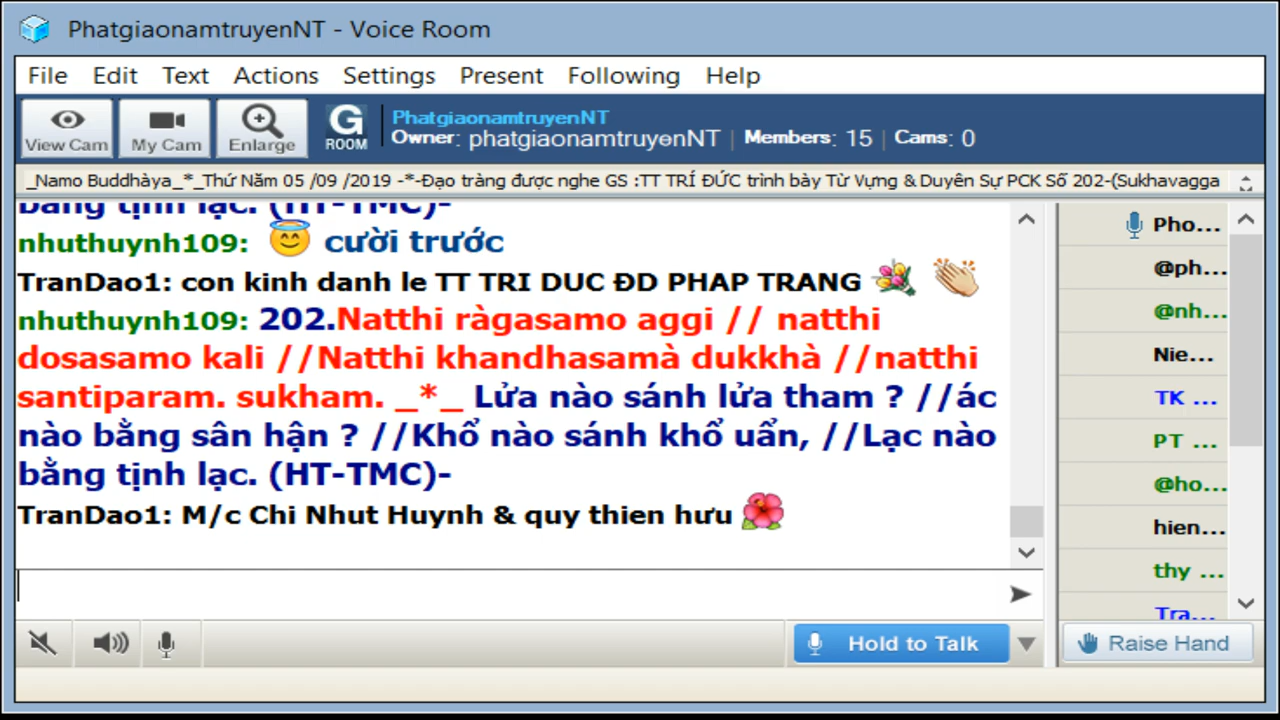 PhatgiaonamtruyenNT - Voice Room
File Edit Text Actions Settings Present Following Help
View Cam My Cam Enlarge G ROOM
PhatgiaonamtruyenNT
Owner: phatgiaonamtruyenNT | Members: 15 | Cams: 0
_Namo Buddhàya_*_Thứ Năm 05 /09 /2019 -*-Đạo tràng được nghe GS :TT TRÍ ĐỨC trình bày Từ Vựng & Duyên Sự PCK Số 202-(Sukhavagga
bằng tịnh lạc. (HT-TMC)-
nhuthuynh109: cười trước
TranDao1: con kinh danh le TT TRI DUC ĐD PHAP TRANG
nhuthuynh109: 202.Natthi ràgasamo aggi // natthi
dosasamo kali //Natthi khandhasamà dukkhà //natthi
santiparam. sukham. _*_ Lửa nào sánh lửa tham ? //ác
nào bằng sân hận ? //Khổ nào sánh khổ uẩn, //Lạc nào
bằng tịnh lạc. (HT-TMC)-
TranDao1: M/c Chi Nhut Huynh & quy thien hưu
Pho...
@ph...
@nh...
Nie...
TK ...
PT ...
@ho...
hien...
thy ...
Tra...
Hold to Talk
Raise Hand